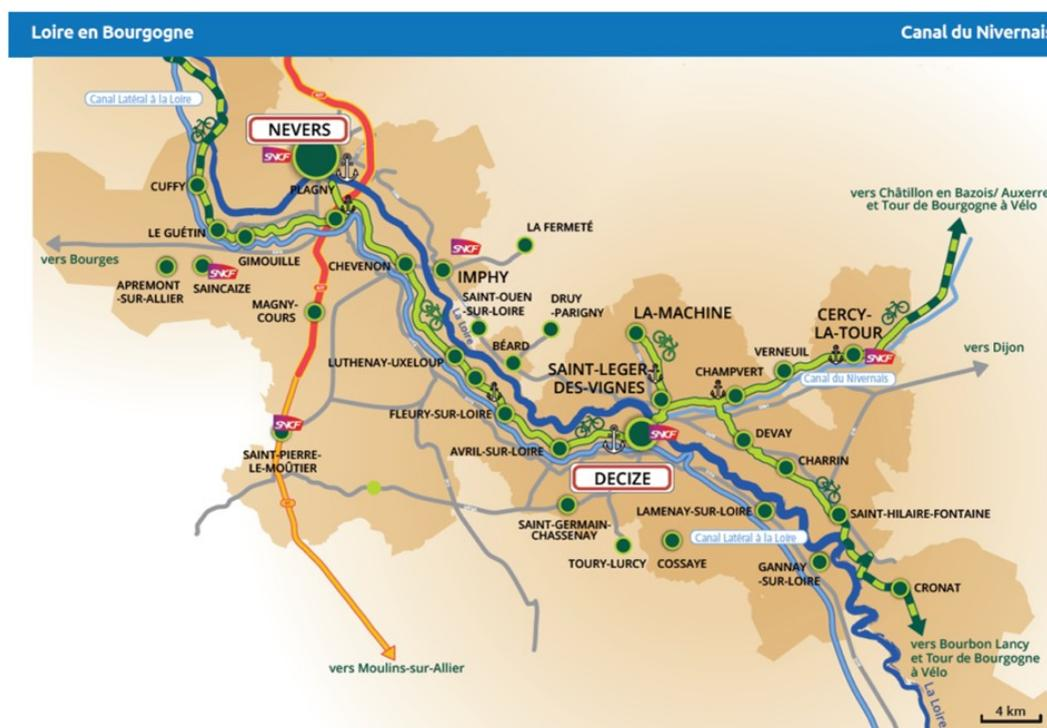 Loire en Bourgogne
Canal du Nivernais
Canal Latéral à la Loire
NEVERS
SNCF
PLAGNY
CUFFY
vers Châtillon en Bazois/ Auxerre
et Tour de Bourgogne à Vélo
LE GUÉTIN
GIMOUILLE
vers Bourges
LA FERMETÉ
SNCF
CHEVENON
IMPHY
APREMONT
-SUR-ALLIER
SNCF
SAINCAIZE
MAGNY-
COURS
La Loire
SAINT-OUEN
-SUR-LOIRE
DRUY
-PARIGNY
LA-MACHINE
CERCY-
LA-TOUR
SNCF
BÉARD
LUTHENAY-UXELOUP
VERNEUIL
vers Dijon
SAINT-LEGER-
DES-VIGNES
CHAMPVERT
Canal du Nivernais
FLEURY-SUR-LOIRE
SNCF
SAINT-PIERRE-
LE-MOÛTIER
AVRIL-SUR-LOIRE
SNCF
DEVAY
DECIZE
CHARRIN
SAINT-GERMAIN-
CHASSENAY
LAMENAY-SUR-LOIRE
SAINT-HILAIRE-FONTAINE
Canal Latéral à la Loire
TOURY-LURCY
COSSAYE
GANNAY
-SUR-LOIRE
CRONAT
vers Moulins-sur-Allier
vers Bourbon Lancy
et Tour de Bourgogne
à Vélo
La Loire
4 km